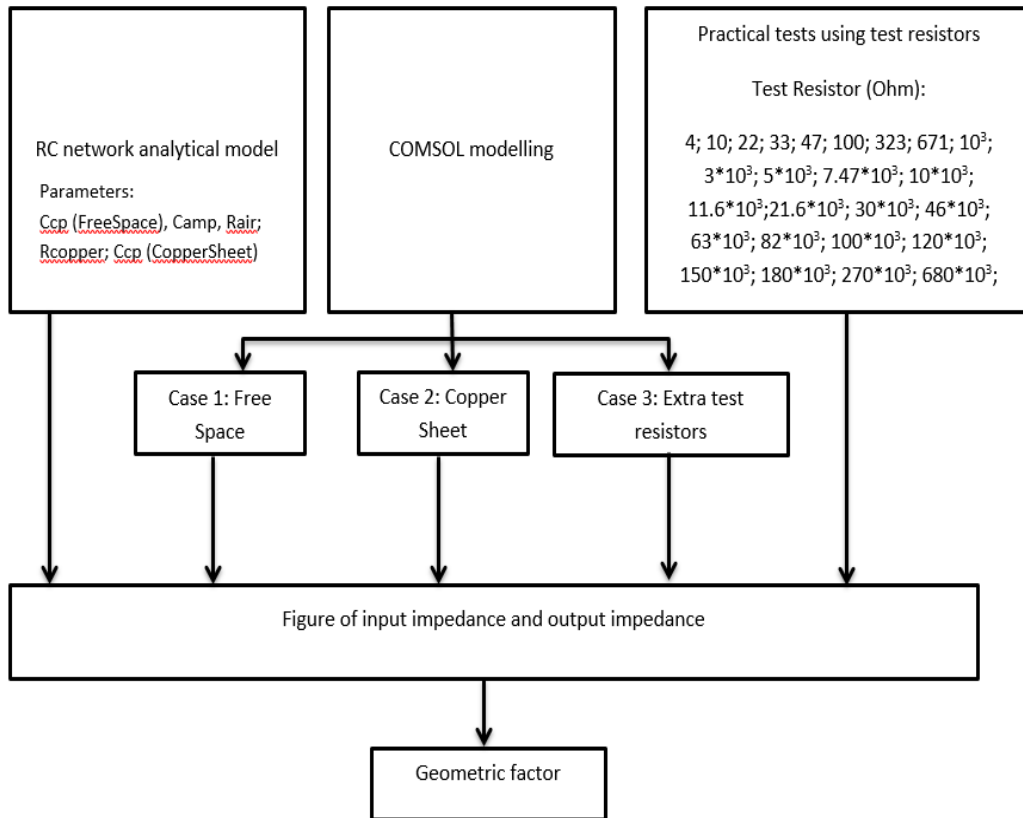 RC network analytical model
Parameters:
Ccp (FreeSpace), Camp, Rair;
Rcopper; Ccp (CopperSheet)
COMSOL modelling
Practical tests using test resistors
Test Resistor (Ohm):
4; 10; 22; 33; 47; 100; 323; 671; 10³;
3*10³; 5*10³; 7.47*10³; 10*10³;
11.6*10³;21.6*10³; 30*10³; 46*10³;
63*10³; 82*10³; 100*10³; 120*10³;
150*10³; 180*10³; 270*10³; 680*10³;
Case 1: Free
Space
Case 2: Copper
Sheet
Case 3: Extra test
resistors
Figure of input impedance and output impedance
Geometric factor